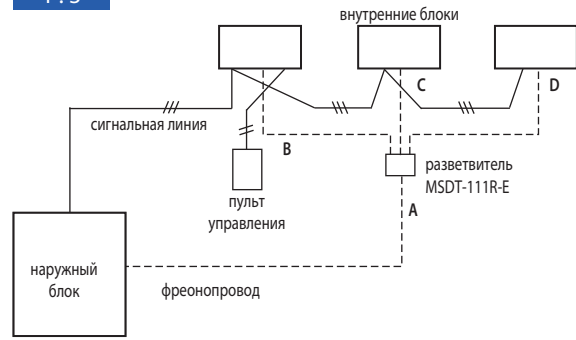 внутренние блоки
C
D
сигнальная линия
B
разветвитель
MSDT-111R-E
пульт
управления
A
наружный
блок
фреонопровод